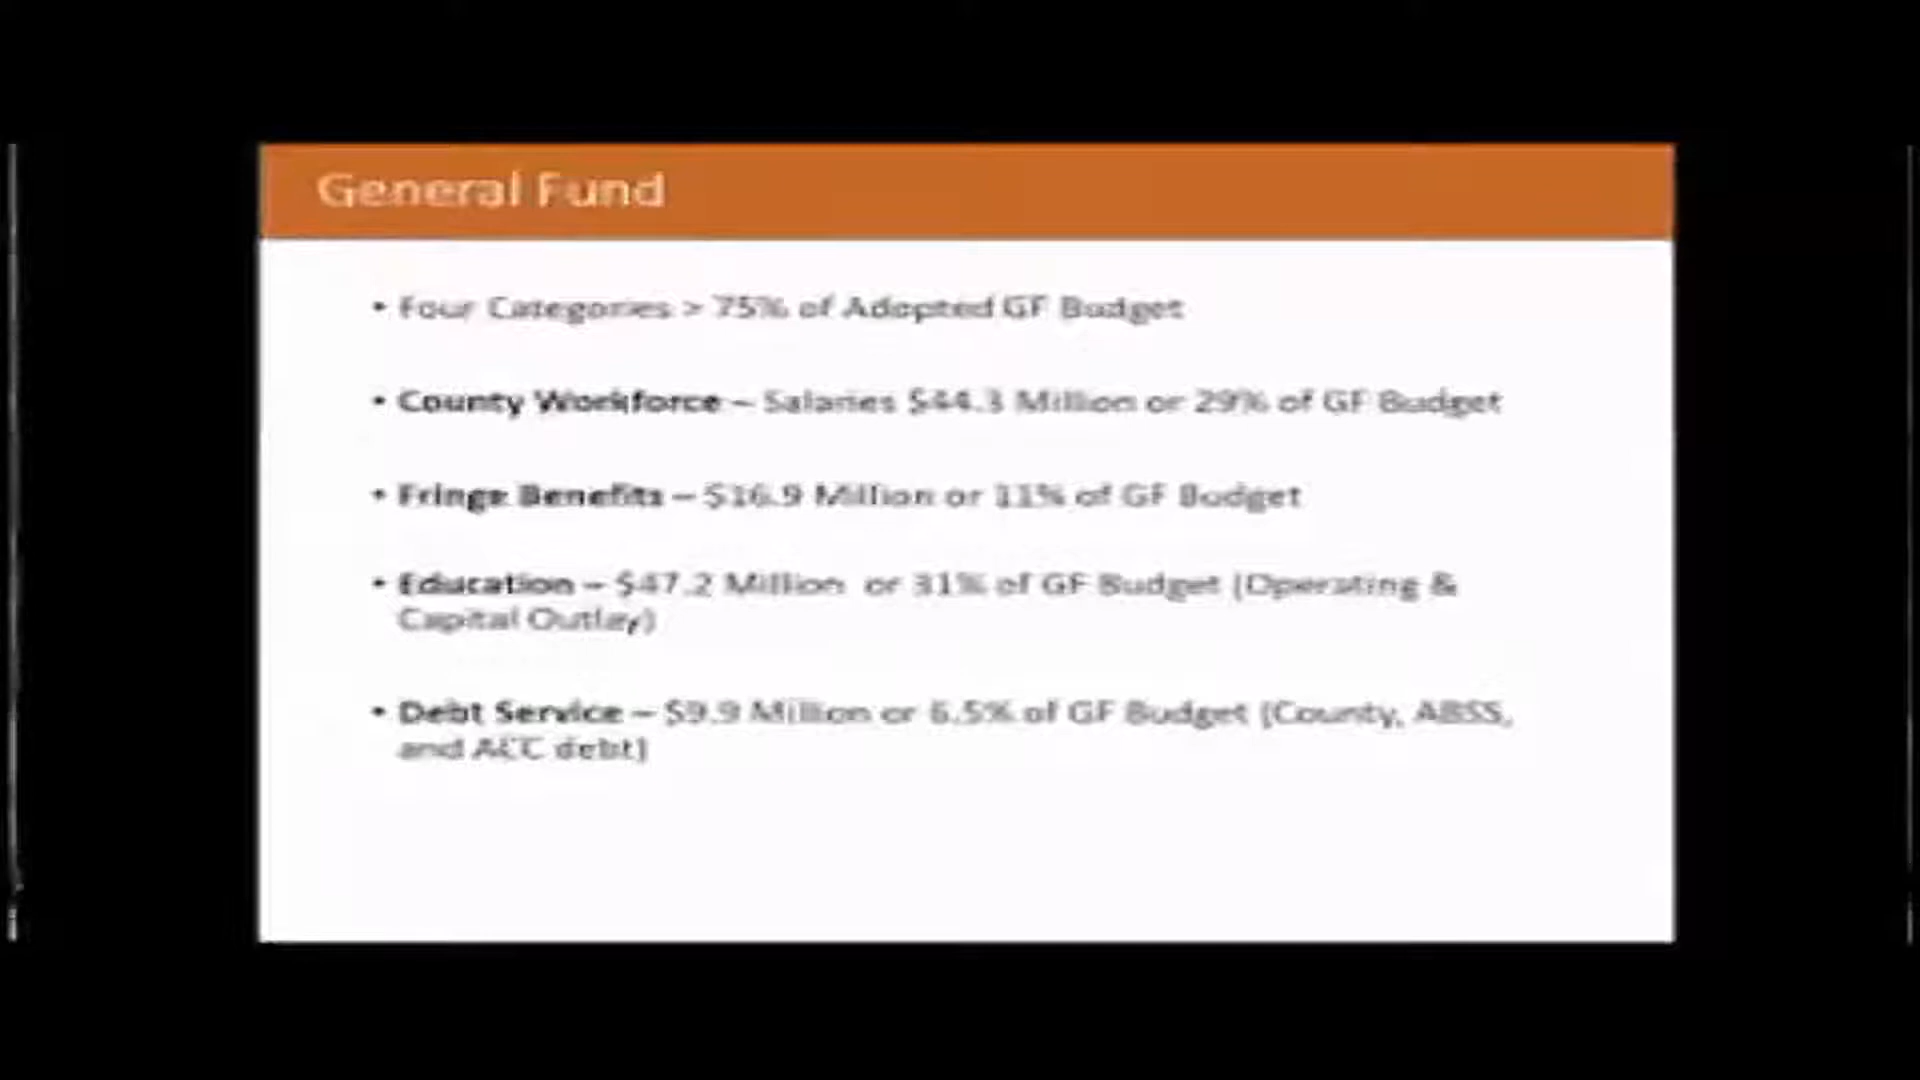 General Fund
• Four Categories > 75% of Adopted GF Budget
• County Workforce – Salaries $44.3 Million or 29% of GF Budget
• Fringe Benefits – $16.9 Million or 11% of GF Budget
• Education – $47.2 Million or 31% of GF Budget (Operating &
Capital Outlay)
• Debt Service – $9.9 Million or 6.5% of GF Budget (County, ABSS,
and ACC debt)